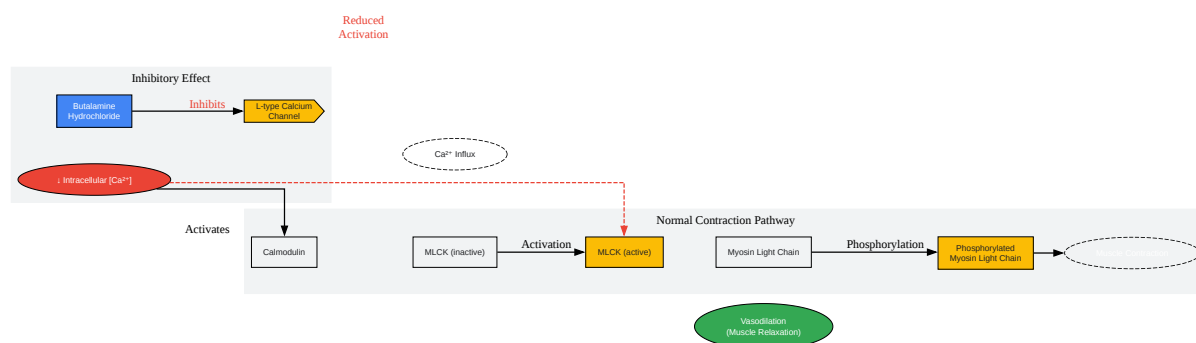 Reduced
Activation
Inhibitory Effect
Butalamine
Hydrochloride
Inhibits
L-type Calcium
Channel
Ca²⁺ Influx
↓ Intracellular [Ca²⁺]
Activates
Normal Contraction Pathway
Calmodulin
MLCK (inactive)
Activation
MLCK (active)
Myosin Light Chain
Phosphorylation
Phosphorylated
Myosin Light Chain
Vasodilation
(Muscle Relaxation)